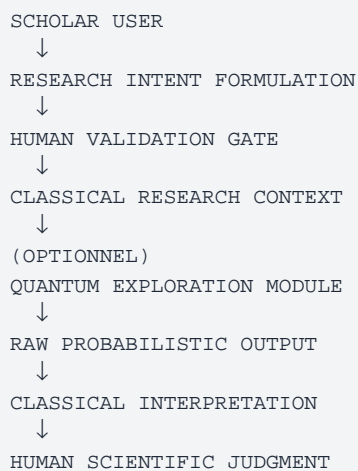 SCHOLAR USER
↓
RESEARCH INTENT FORMULATION
↓
HUMAN VALIDATION GATE
↓
CLASSICAL RESEARCH CONTEXT
↓
(OPTIONNEL)
QUANTUM EXPLORATION MODULE
↓
RAW PROBABILISTIC OUTPUT
↓
CLASSICAL INTERPRETATION
↓
HUMAN SCIENTIFIC JUDGMENT